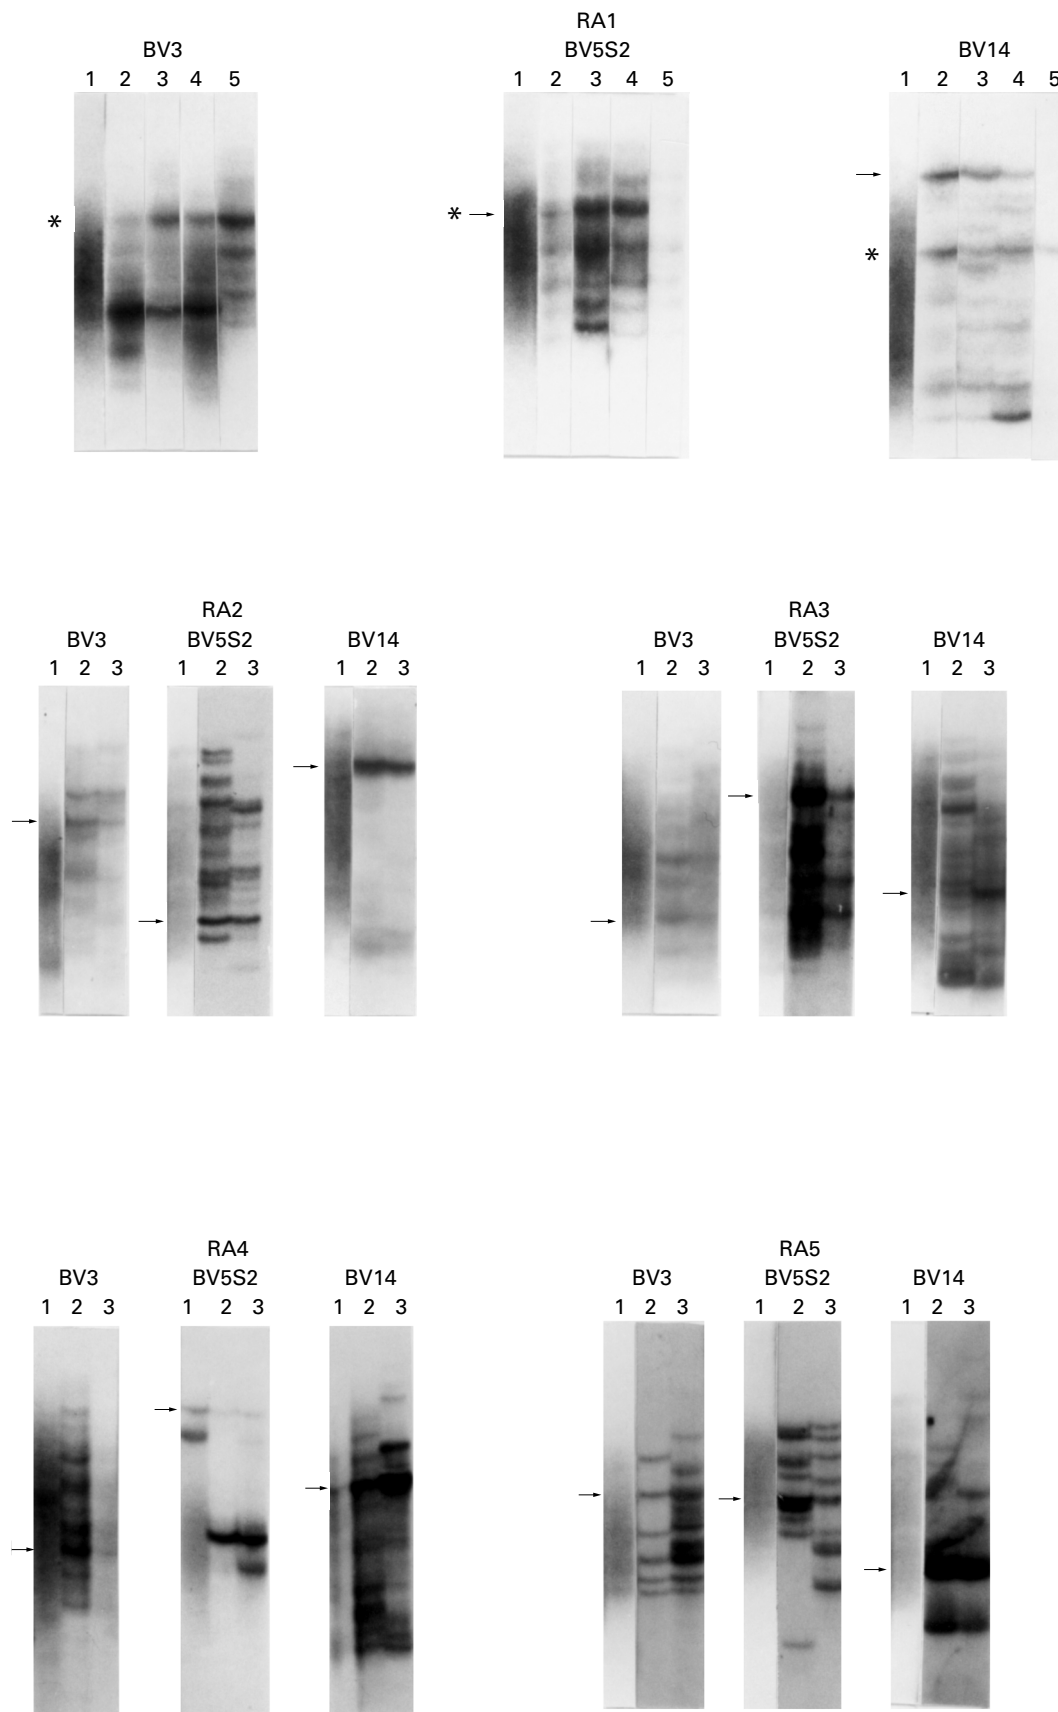 RA1
BV3 BV5S2 BV14
1 2 3 4 5 1 2 3 4 5 1 2 3 4 5
*
* 
*
RA2 RA3
BV3 BV5S2 BV14 BV3 BV5S2 BV14
1 2 3 1 2 3 1 2 3 1 2 3 1 2 3 1 2 3
RA4 RA5
BV3 BV5S2 BV14 BV3 BV5S2 BV14
1 2 3 1 2 3 1 2 3 1 2 3 1 2 3 1 2 3